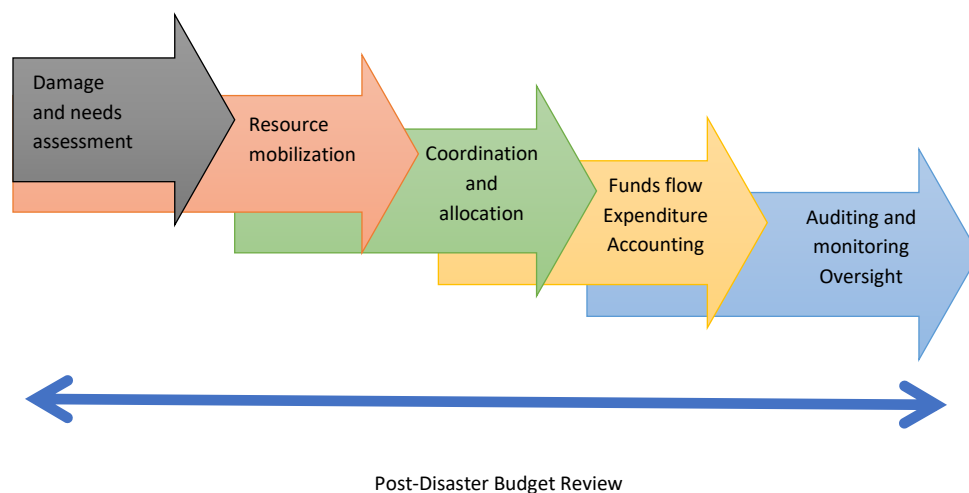 Damage
and needs
assessment
Resource
mobilization
Coordination
and
allocation
Funds flow
Expenditure
Accounting
Auditing and
monitoring
Oversight
Post-Disaster Budget Review